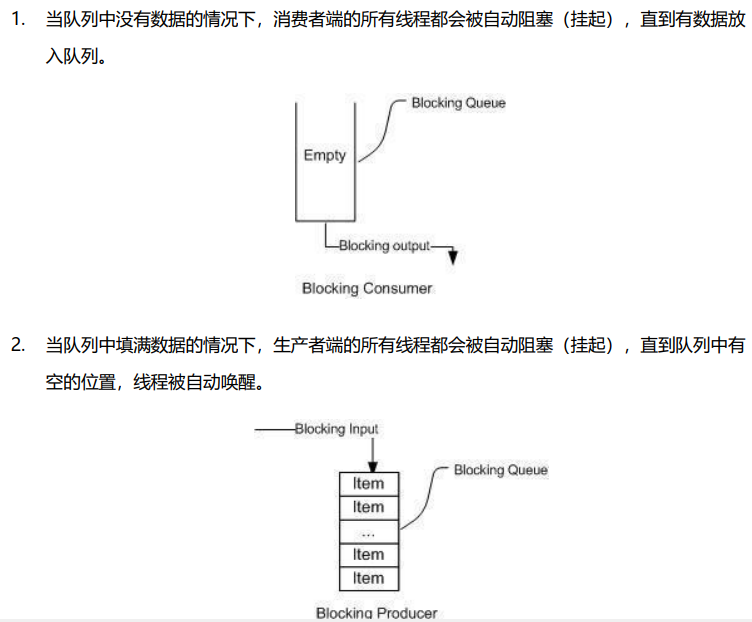 1. 当队列中没有数据的情况下，消费者端的所有线程都会被自动阻塞（挂起），直到有数据放
入队列。
Blocking Queue
Empty
Blocking output
Blocking Consumer
2. 当队列中填满数据的情况下，生产者端的所有线程都会被自动阻塞（挂起），直到队列中有
空的位置，线程被自动唤醒。
Blocking Input
Blocking Queue
Item
Item
...
Item
Item
Blocking Producer